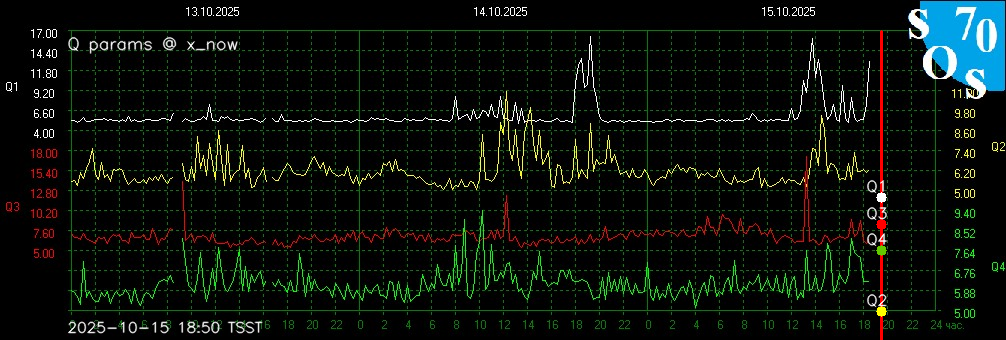 13.10.2025 14.10.2025 15.10.2025
Q params @ x_now
S 70
O
S
Q1
17.00
14.40
11.80
9.20
6.60
4.00
Q3
18.00
15.40
12.80
10.20
7.60
5.00
Q2
11.00
9.80
8.60
7.40
6.20
5.00
Q4
9.40
8.52
7.64
6.76
5.88
5.00
Q1
Q3
Q4
Q2
2025-10-15 18:50 TSST
18 20 22 0 2 4 6 8 10 12 14 16 18 20 22 0 2 4 6 8 10 12 14 16 18 20 22 24 час.